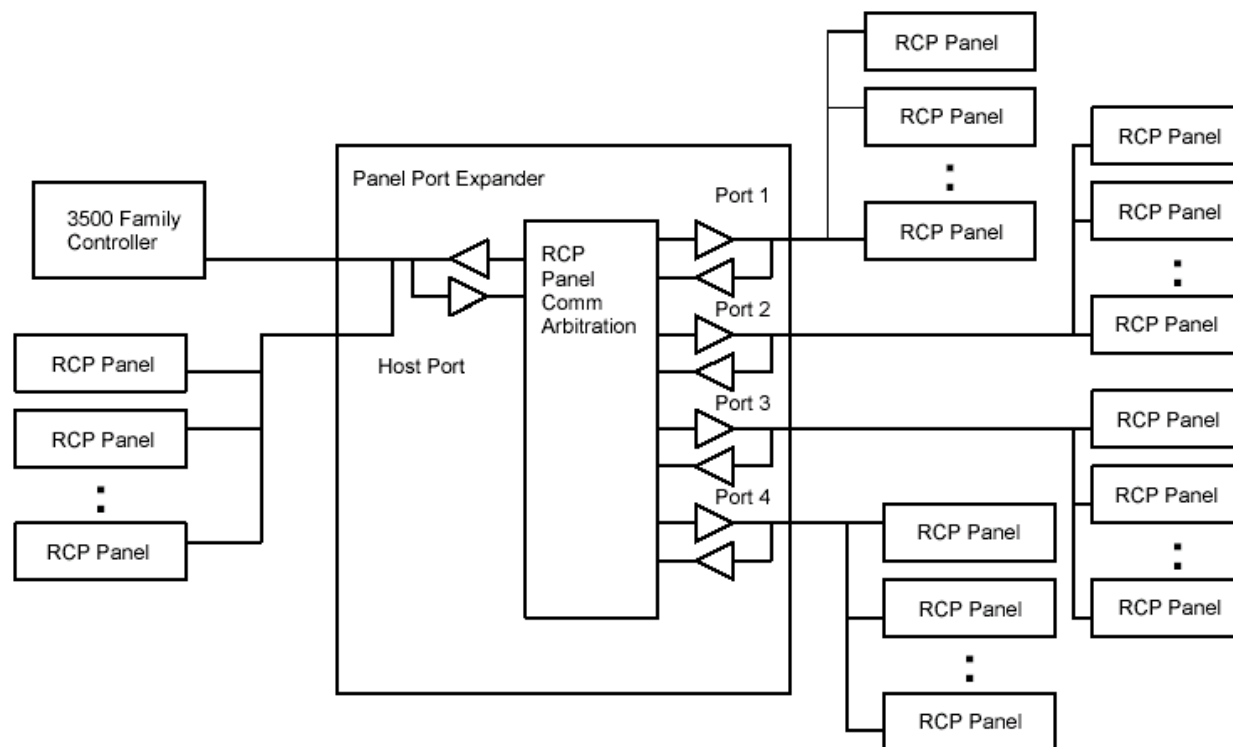 RCP Panel
RCP Panel
RCP Panel
RCP Panel
RCP Panel
RCP Panel
Panel Port Expander
Port 1
3500 Family
Controller
RCP
Panel
Comm
Arbitration
Port 2
Host Port
RCP Panel
RCP Panel
RCP Panel
Port 3
RCP Panel
RCP Panel
RCP Panel
Port 4
RCP Panel
RCP Panel
RCP Panel